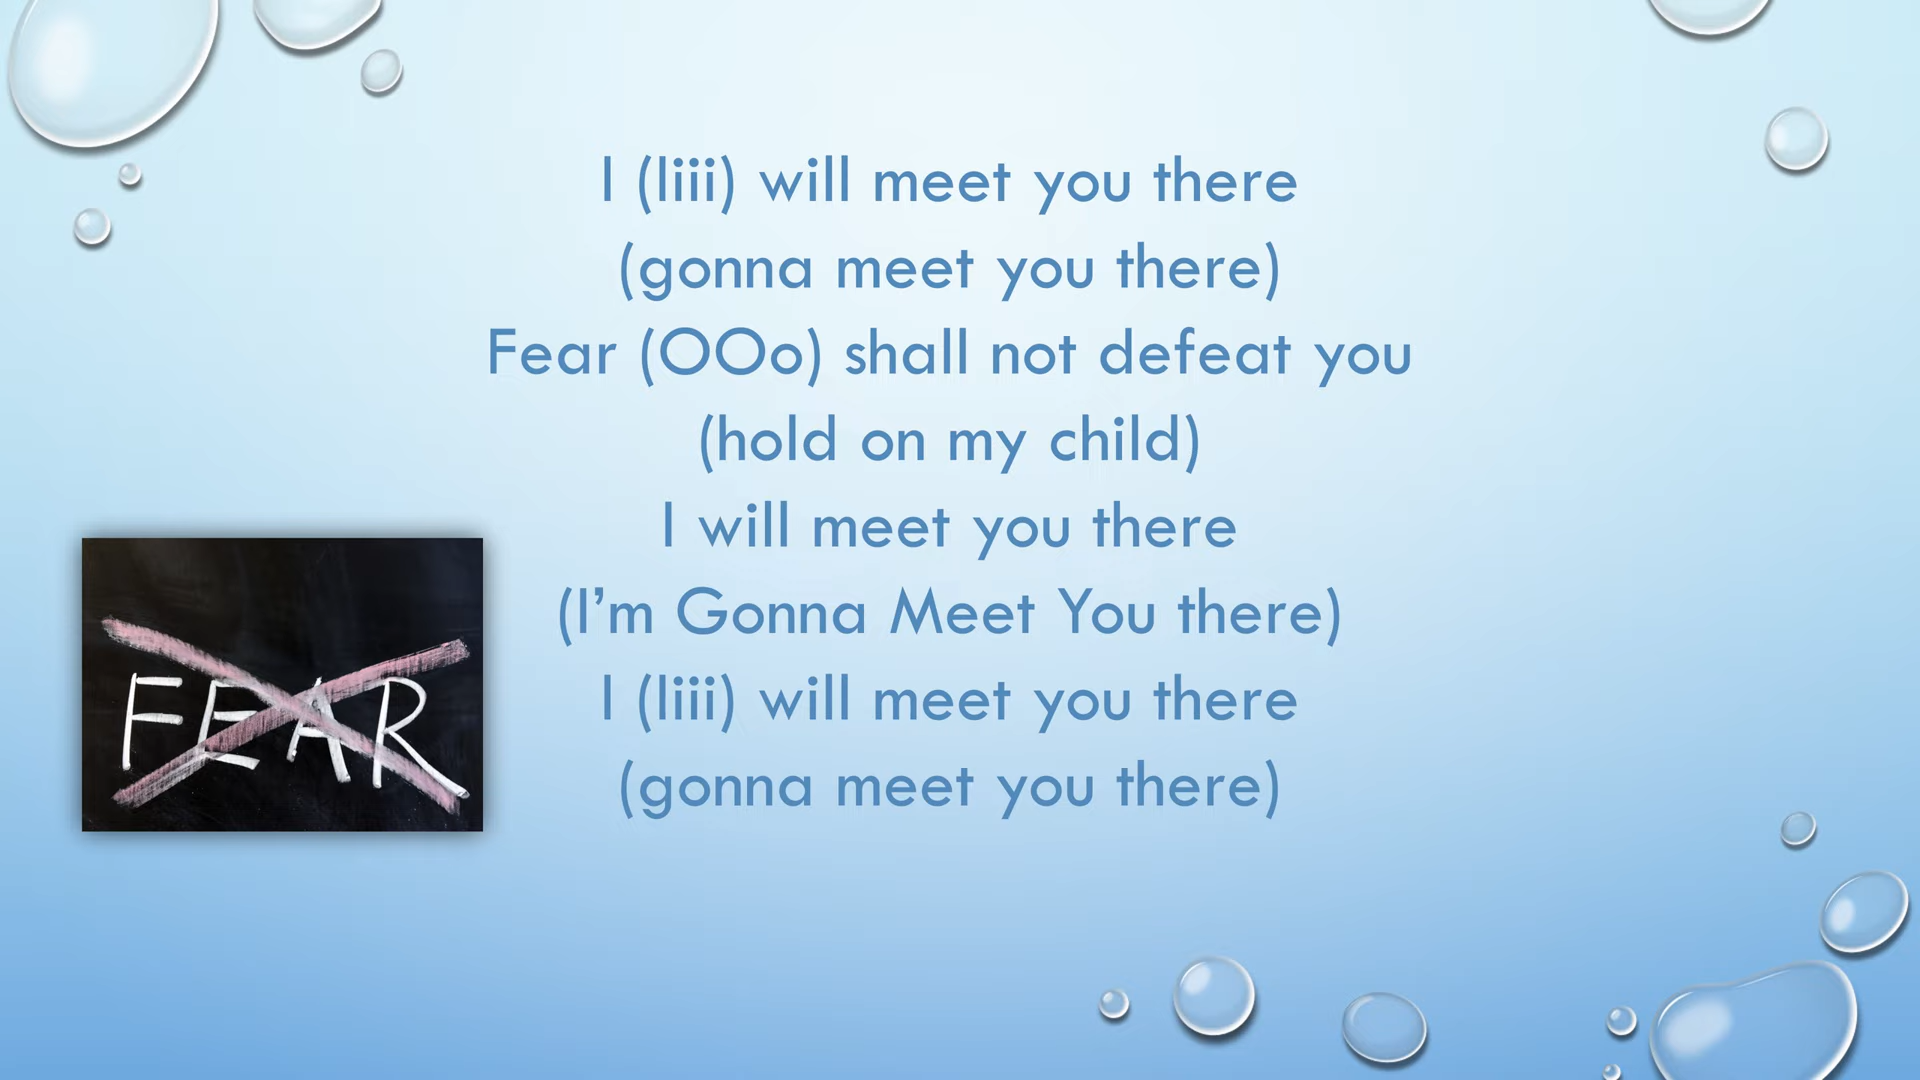 I (Iiii) will meet you there
(gonna meet you there)
Fear (OOo) shall not defeat you
(hold on my child)
I will meet you there
(I’m Gonna Meet You there)
I (Iiii) will meet you there
(gonna meet you there)
FEAR